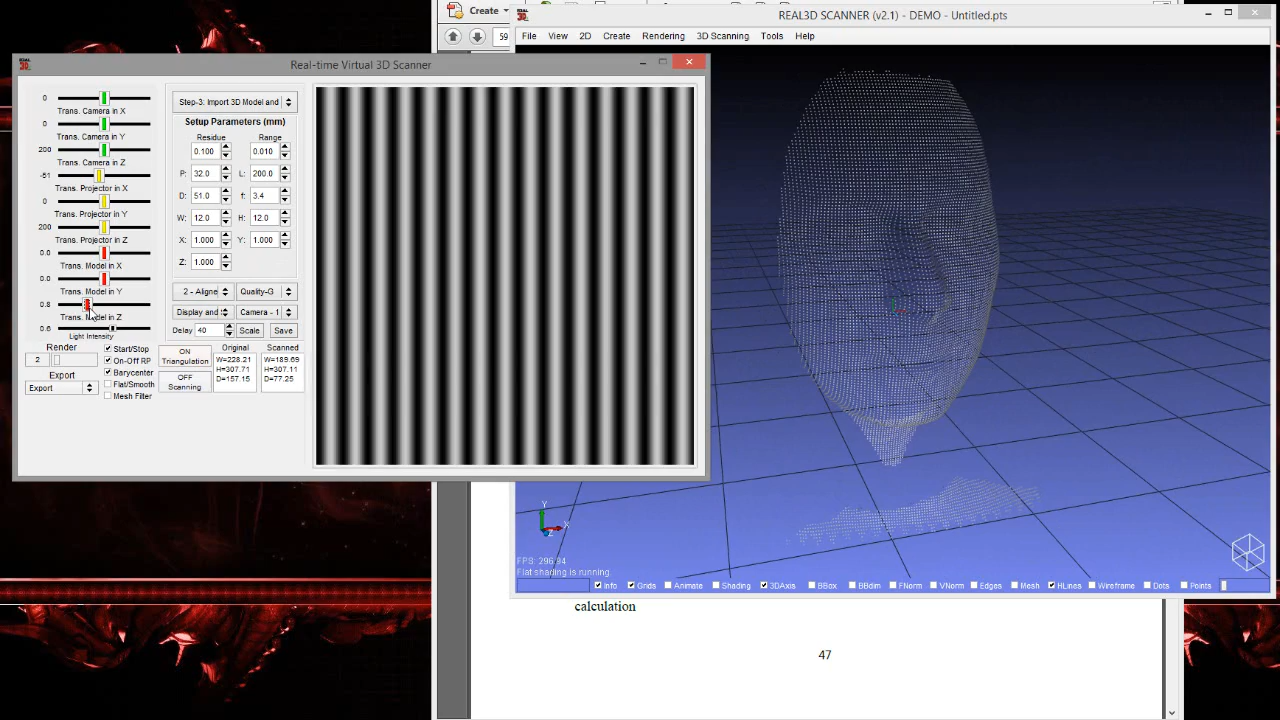 Create
59
REAL3D SCANNER (v2.1) - DEMO - Untitled.pts
File View 2D Create Rendering 3D Scanning Tools Help
Real-time Virtual 3D Scanner
0
Trans. Camera in X
0
Trans. Camera in Y
200
Trans. Camera in Z
-51
Trans. Projector in X
0
Trans. Projector in Y
200
Trans. Projector in Z
0.0
Trans. Model in X
0.0
Trans. Model in Y
0.8
Trans. Model in Z
0.6
Light Intensity
Render
2
Export
Export
Start/Stop
On-Off RP
Barycenter
Flat/Smooth
Mesh Filter
Step-3: Import 3D Model and
Setup Parameters (mm)
Residue Range
0.100 0.010
P: 32.0 L: 200.0
D: 51.0 f: 3.4
W: 12.0 H: 12.0
X: 1.000 Y: 1.000
Z: 1.000
2 - Aligne Quality-G
Display and Camera - 1
Delay 40 Scale Save
ON
Triangulation
OFF
Scanning
Original
W=228.21
H=307.71
D=157.15
Scanned
W=189.69
H=307.11
D=77.25
Y
X
Z
FPS: 296.94
Flat shading is running.
Info Grids Animate Shading 3DAxis BBox BBdim FNorm VNorm Edges Mesh HLines Wireframe Dots Points
calculation
47